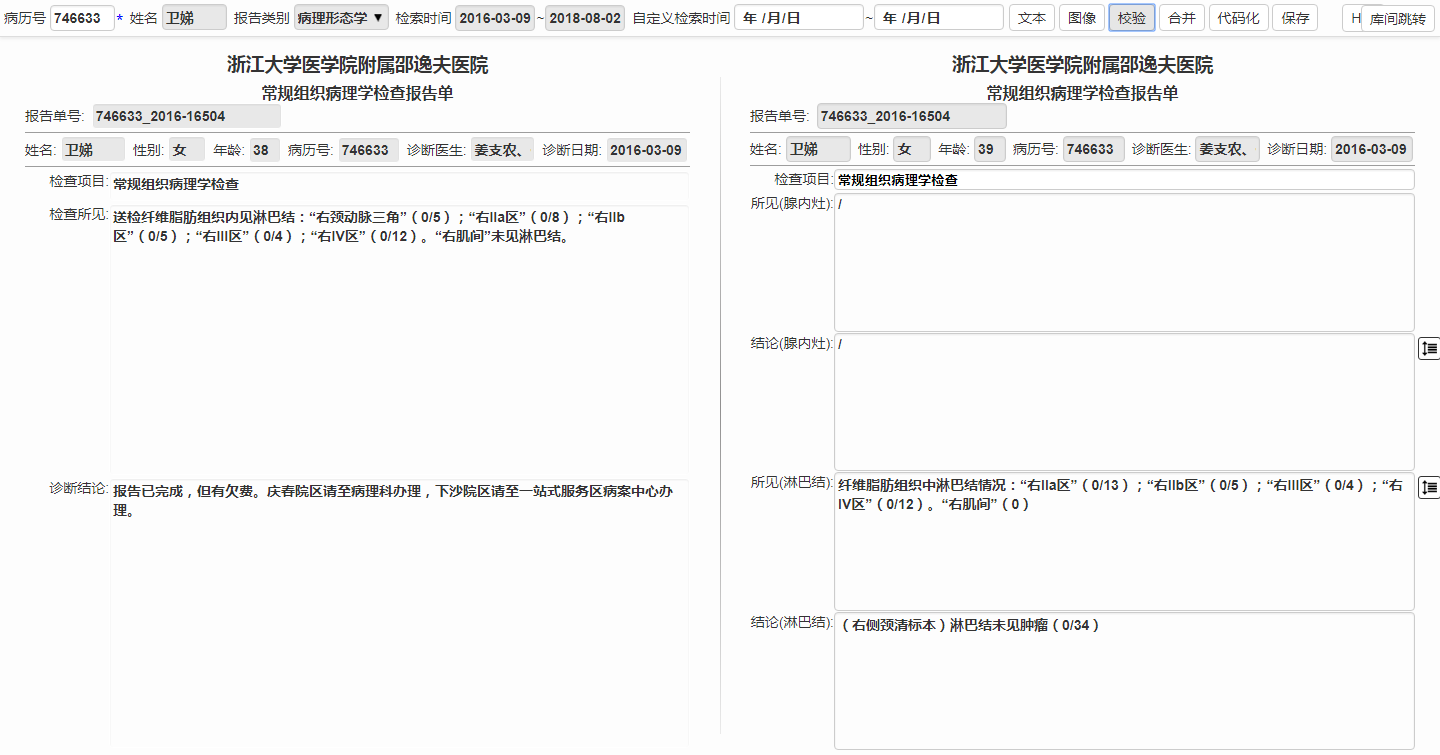 病历号 746633 * 姓名 卫娣 报告类别 病理形态学 ▼ 检索时间 2016-03-09 ~ 2018-08-02 自定义检索时间 年 /月/日 ~ 年 /月/日 文本 图像 校验 合并 代码化 保存 H 库间跳转
浙江大学医学院附属邵逸夫医院
常规组织病理学检查报告单
报告单号: 746633_2016-16504
姓名: 卫娣 性别: 女 年龄: 38 病历号: 746633 诊断医生: 姜支农、 诊断日期: 2016-03-09
检查项目: 常规组织病理学检查
检查所见: 送检纤维脂肪组织内见淋巴结：“右颈动脉三角”（0/5）；“右IIa区”（0/8）；“右IIb
区”（0/5）；“右III区”（0/4）；“右IV区”（0/12）。“右肌间”未见淋巴结。
诊断结论: 报告已完成，但有欠费。庆春院区请至病理科办理，下沙院区请至一站式服务区病案中心办
理。
浙江大学医学院附属邵逸夫医院
常规组织病理学检查报告单
报告单号: 746633_2016-16504
姓名: 卫娣 性别: 女 年龄: 39 病历号: 746633 诊断医生: 姜支农、 诊断日期: 2016-03-09
检查项目: 常规组织病理学检查
所见(腺内灶): /
结论(腺内灶): /
所见(淋巴结): 纤维脂肪组织中淋巴结情况：“右IIa区”（0/13）；“右IIb区”（0/5）；“右III区”（0/4）；“右
IV区”（0/12）。“右肌间”（0）
结论(淋巴结): （右侧颈清标本）淋巴结未见肿瘤（0/34）